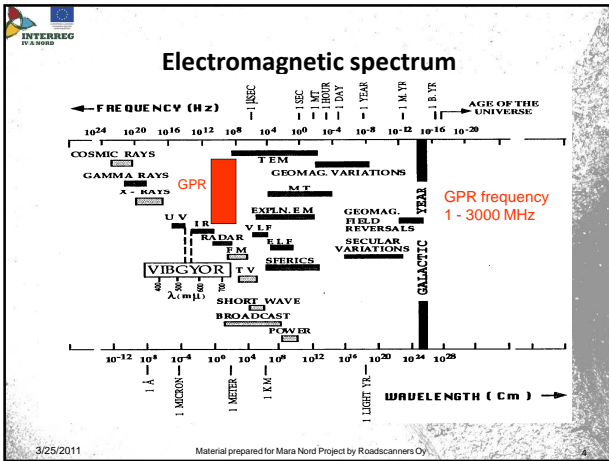 INTERREG
IV A NORD
Electromagnetic spectrum
1 μSEC
1 SEC
1 MT
1 HOUR
1 DAY
1 YEAR
1 M. YR
1 B. YR
FREQUENCY (Hz)
AGE OF THE
UNIVERSE
10²⁴ 10²⁰ 10¹⁶ 10¹² 10⁸ 10⁴ 10⁰ 10⁻⁴ 10⁻⁸ 10⁻¹² 10⁻¹⁶ 10⁻²⁰
COSMIC RAYS
TEM
GEOMAG. VARIATIONS
GAMMA RAYS
X - RAYS
GPR
MT
GPR frequency
1 - 3000 MHz
UV
IR
EXPLN. EM
GEOMAG.
FIELD
REVERSALS
VLF
RADAR
ELF
SECULAR
VARIATIONS
FM
VIBGYOR
SFERICS
GALACTIC YEAR
400 500 600 700
λ(mμ)
TV
SHORT WAVE
BROADCAST
POWER
10⁻¹² 10⁻⁸ 10⁻⁴ 10⁰ 10⁴ 10⁸ 10¹² 10¹⁶ 10²⁰ 10²⁴ 10²⁸
1 Å
1 MICRON
1 METER
1 KM
1 LIGHT YR.
WAVELENGTH ( Cm )
3/25/2011
Material prepared for Mara Nord Project by Roadscanners Oy
4